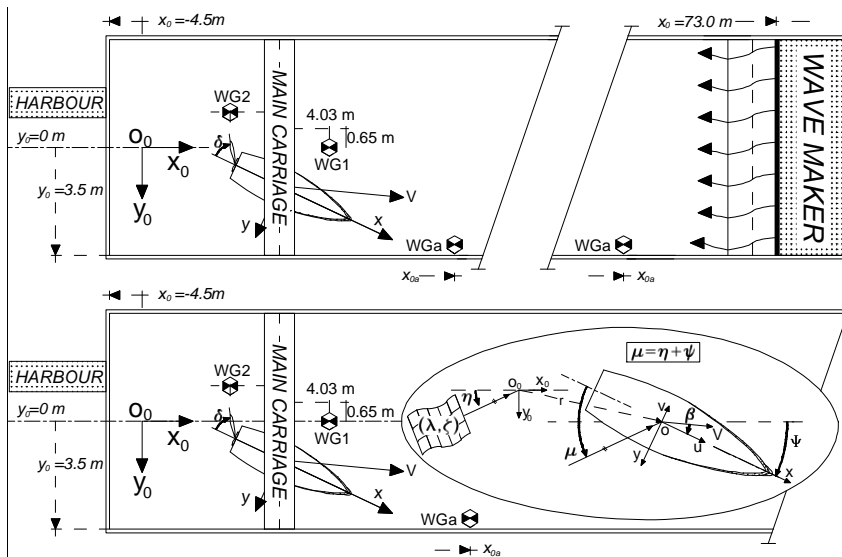 x₀=-4.5m
x₀=73.0 m
HARBOUR
WG2
MAIN CARRIAGE
4.03 m
0.65 m
WG1
WAVE MAKER
y₀=0 m
O₀
X₀
δ
y₀=3.5 m
y₀
V
x
y
WGa
WGa
x₀ₐ
x₀ₐ
x₀=-4.5m
HARBOUR
WG2
MAIN CARRIAGE
4.03 m
0.65 m
WG1
μ=η+ψ
y₀=0 m
O₀
X₀
δ
η
O₀
x₀
y₀
r
(λ,ζ)
v
β
V
o
u
Ψ
μ
y
x
y₀=3.5 m
y₀
V
x
y
WGa
x₀ₐ